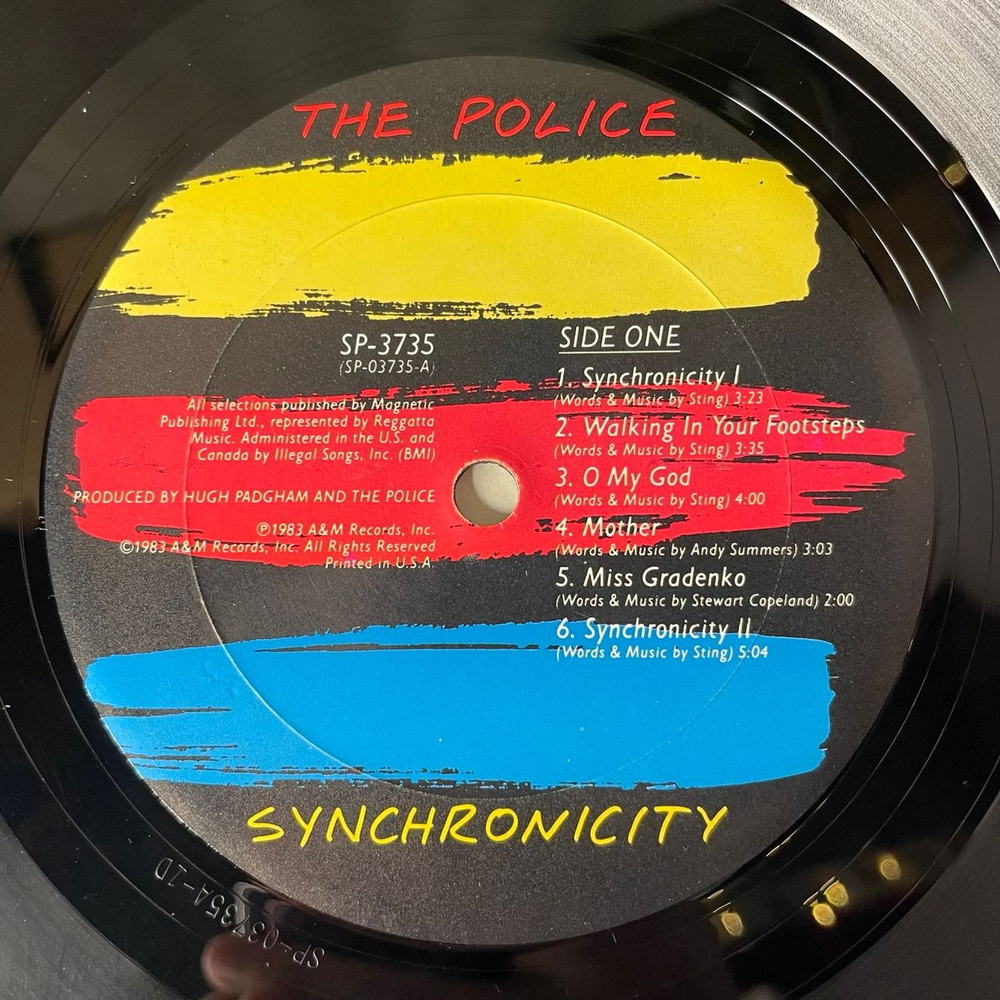 THE POLICE
SP-3735
(SP-03735-A)
All selections published by Magnetic
Publishing Ltd., represented by Reggatta
Music. Administered in the U.S. and
Canada by Illegal Songs, Inc. (BMI)
PRODUCED BY HUGH PADGHAM AND THE POLICE
℗1983 A&M Records, Inc.
©1983 A&M Records, Inc. All Rights Reserved
Printed in U.S.A.
SIDE ONE
1. Synchronicity I
(Words & Music by Sting) 3:23
2. Walking In Your Footsteps
(Words & Music by Sting) 3:35
3. O My God
(Words & Music by Sting) 4:00
4. Mother
(Words & Music by Andy Summers) 3:03
5. Miss Gradenko
(Words & Music by Stewart Copeland) 2:00
6. Synchronicity II
(Words & Music by Sting) 5:04
SYNCHRONICITY
SP-03735A-1D